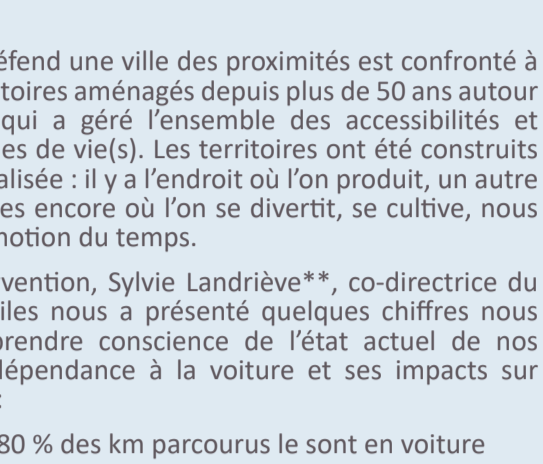 éfend une ville des proximités est confronté à
toires aménagés depuis plus de 50 ans autour
qui a géré l'ensemble des accessibilités et
es de vie(s). Les territoires ont été construits
alisée : il y a l'endroit où l'on produit, un autre
es encore où l'on se divertit, se cultive, nous
notion du temps.
rvention, Sylvie Landriève**, co-directrice du
iles nous a présenté quelques chiffres nous
prendre conscience de l'état actuel de nos
dépendance à la voiture et ses impacts sur
:
80 % des km parcourus le sont en voiture